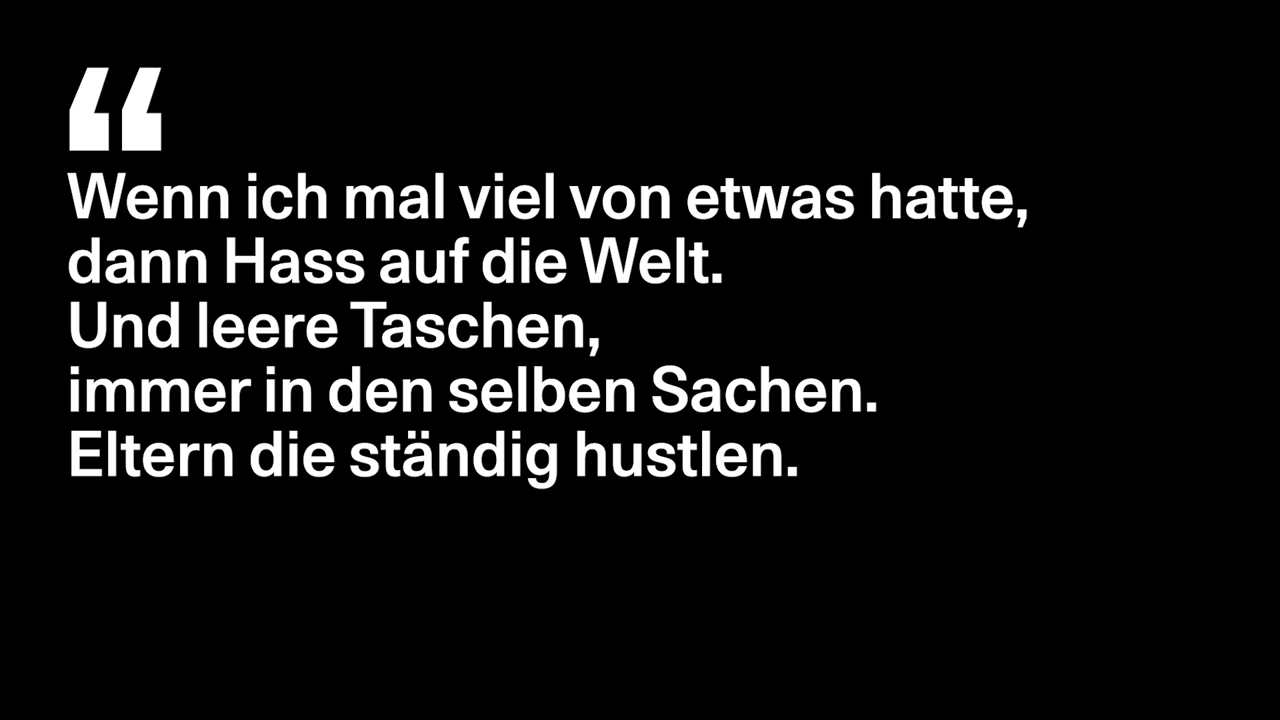 “
Wenn ich mal viel von etwas hatte,
dann Hass auf die Welt.
Und leere Taschen,
immer in den selben Sachen.
Eltern die ständig hustlen.